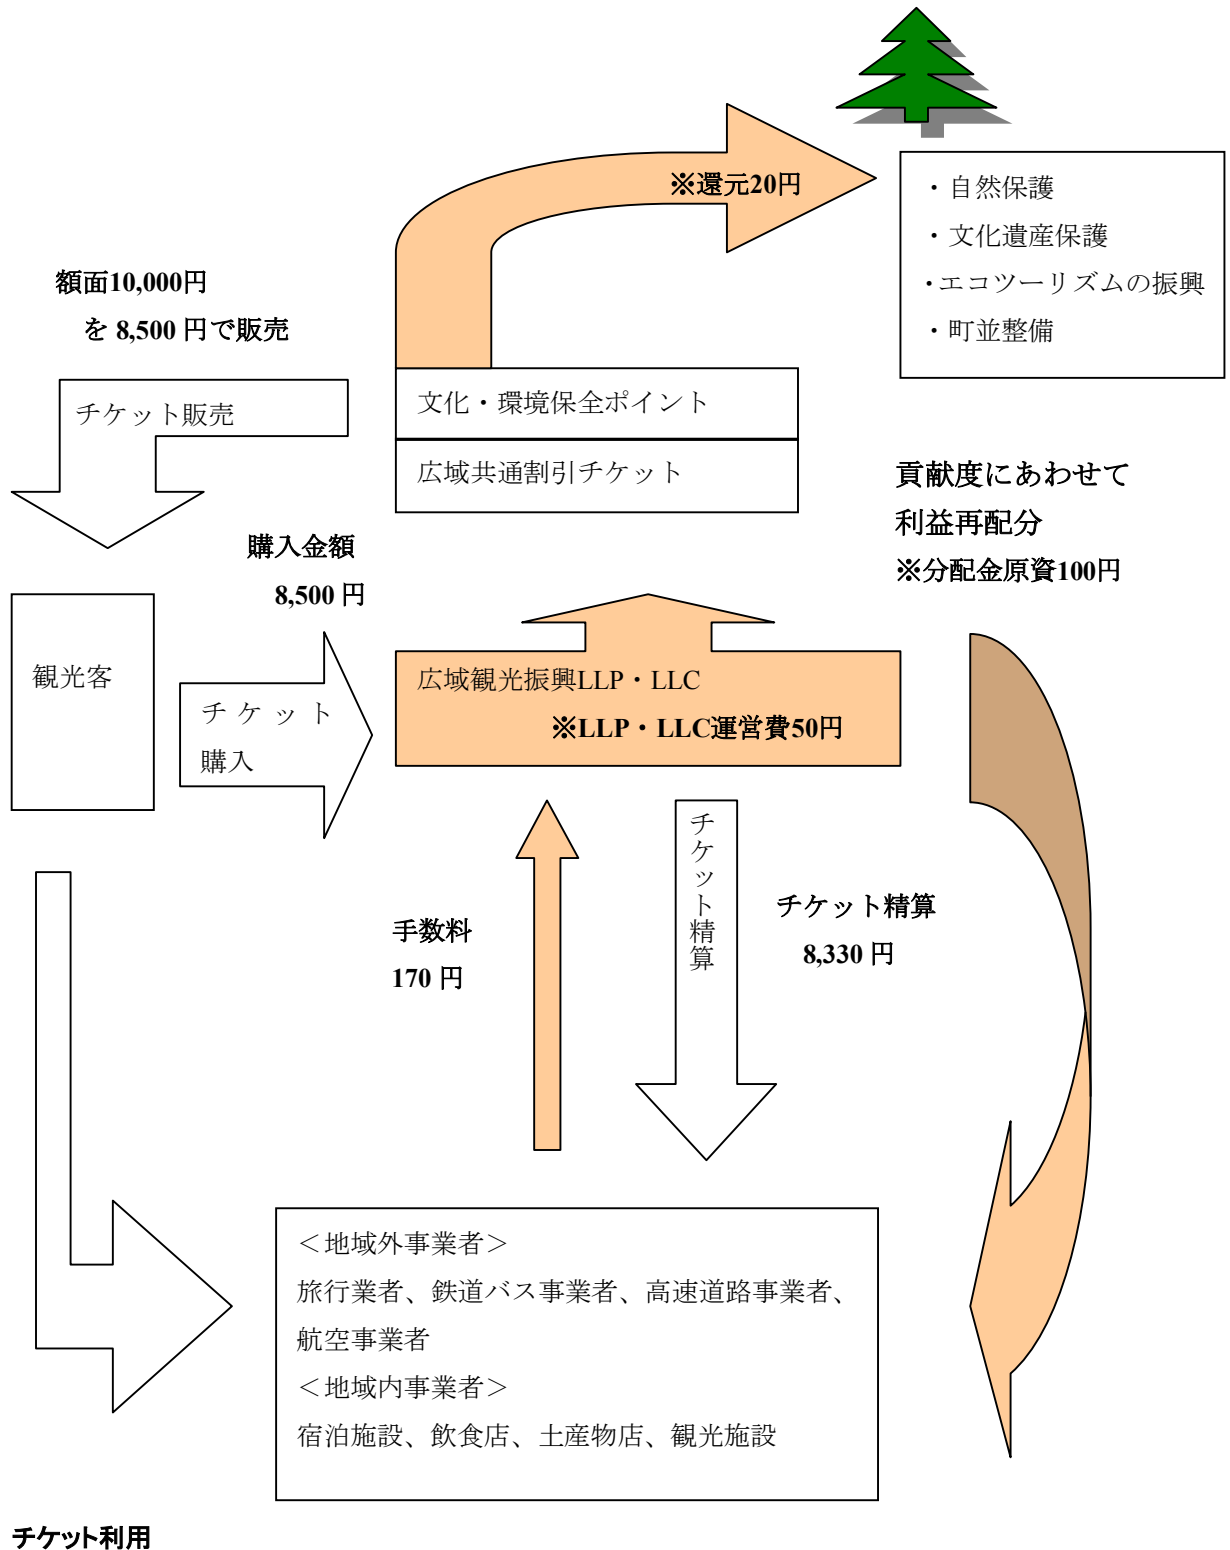 ※還元20円
・自然保護
・文化遺産保護
・エコツーリズムの振興
・町並整備
額面10,000円
を 8,500 円で販売
チケット販売
文化・環境保全ポイント
広域共通割引チケット
貢献度にあわせて
利益再配分
※分配金原資100円
購入金額
8,500 円
観光客
チケット
購入
広域観光振興LLP・LLC
※LLP・LLC運営費50円
チケット精算
手数料
170 円
チケット精算
8,330 円
＜地域外事業者＞
旅行業者、鉄道バス事業者、高速道路事業者、
航空事業者
＜地域内事業者＞
宿泊施設、飲食店、土産物店、観光施設
チケット利用